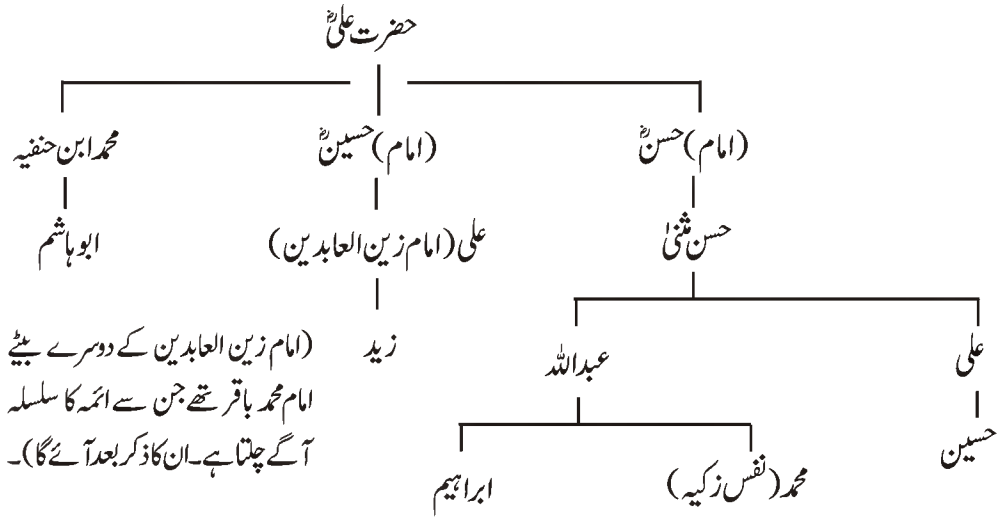 حضرت علیؓ
(امام) حسنؓ
(امام) حسینؓ
محمد ابن حنفیہ
حسن مثنیٰ
علی (امام زین العابدین)
ابو ہاشم
علی
عبداللہ
زید
(امام زین العابدین کے دوسرے بیٹے
امام محمد باقر تھے جن سے ائمہ کا سلسلہ
آگے چلتا ہے۔ ان کا ذکر بعد آئے گا)۔
حسین
محمد (نفس زکیہ)
ابراہیم